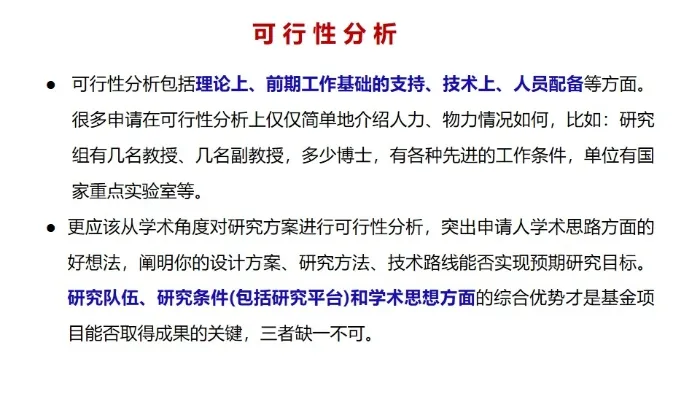 可行性分析
● 可行性分析包括理论上、前期工作基础的支持、技术上、人员配备等方面。
很多申请在可行性分析上仅仅简单地介绍人力、物力情况如何，比如：研究
组有几名教授、几名副教授，多少博士，有各种先进的工作条件，单位有国
家重点实验室等。
● 更应该从学术角度对研究方案进行可行性分析，突出申请人学术思路方面的
好想法，阐明你的设计方案、研究方法、技术路线能否实现预期研究目标。
研究队伍、研究条件(包括研究平台)和学术思想方面的综合优势才是基金项
目能否取得成果的关键，三者缺一不可。